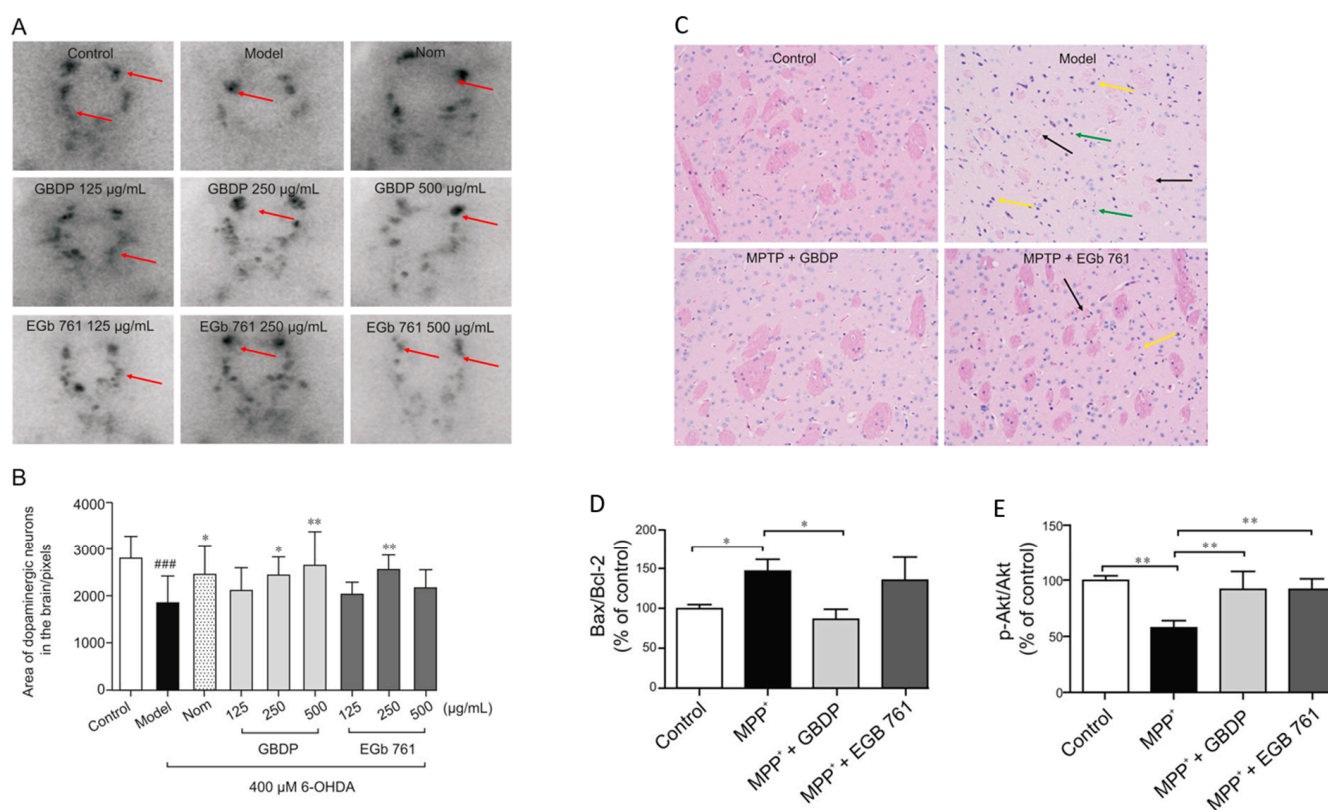 A
Control
Model
Nom
GBDP 125 µg/mL
GBDP 250 µg/mL
GBDP 500 µg/mL
EGb 761 125 µg/mL
EGb 761 250 µg/mL
EGb 761 500 µg/mL
B
Area of dopaminergic neurons
in the brain/pixels
4000
3000
2000
1000
0
###
*
*
**
**
Control
Model
Nom
125
250
500
125
250
500
(µg/mL)
GBDP
EGb 761
400 µM 6-OHDA
C
Control
Model
MPTP + GBDP
MPTP + EGb 761
D
Bax/Bcl-2
(% of control)
200
150
100
50
0
*
*
Control
MPP⁺
MPP⁺ + GBDP
MPP⁺ + EGB 761
E
p-Akt/Akt
(% of control)
150
100
50
0
**
**
**
Control
MPP⁺
MPP⁺ + GBDP
MPP⁺ + EGB 761